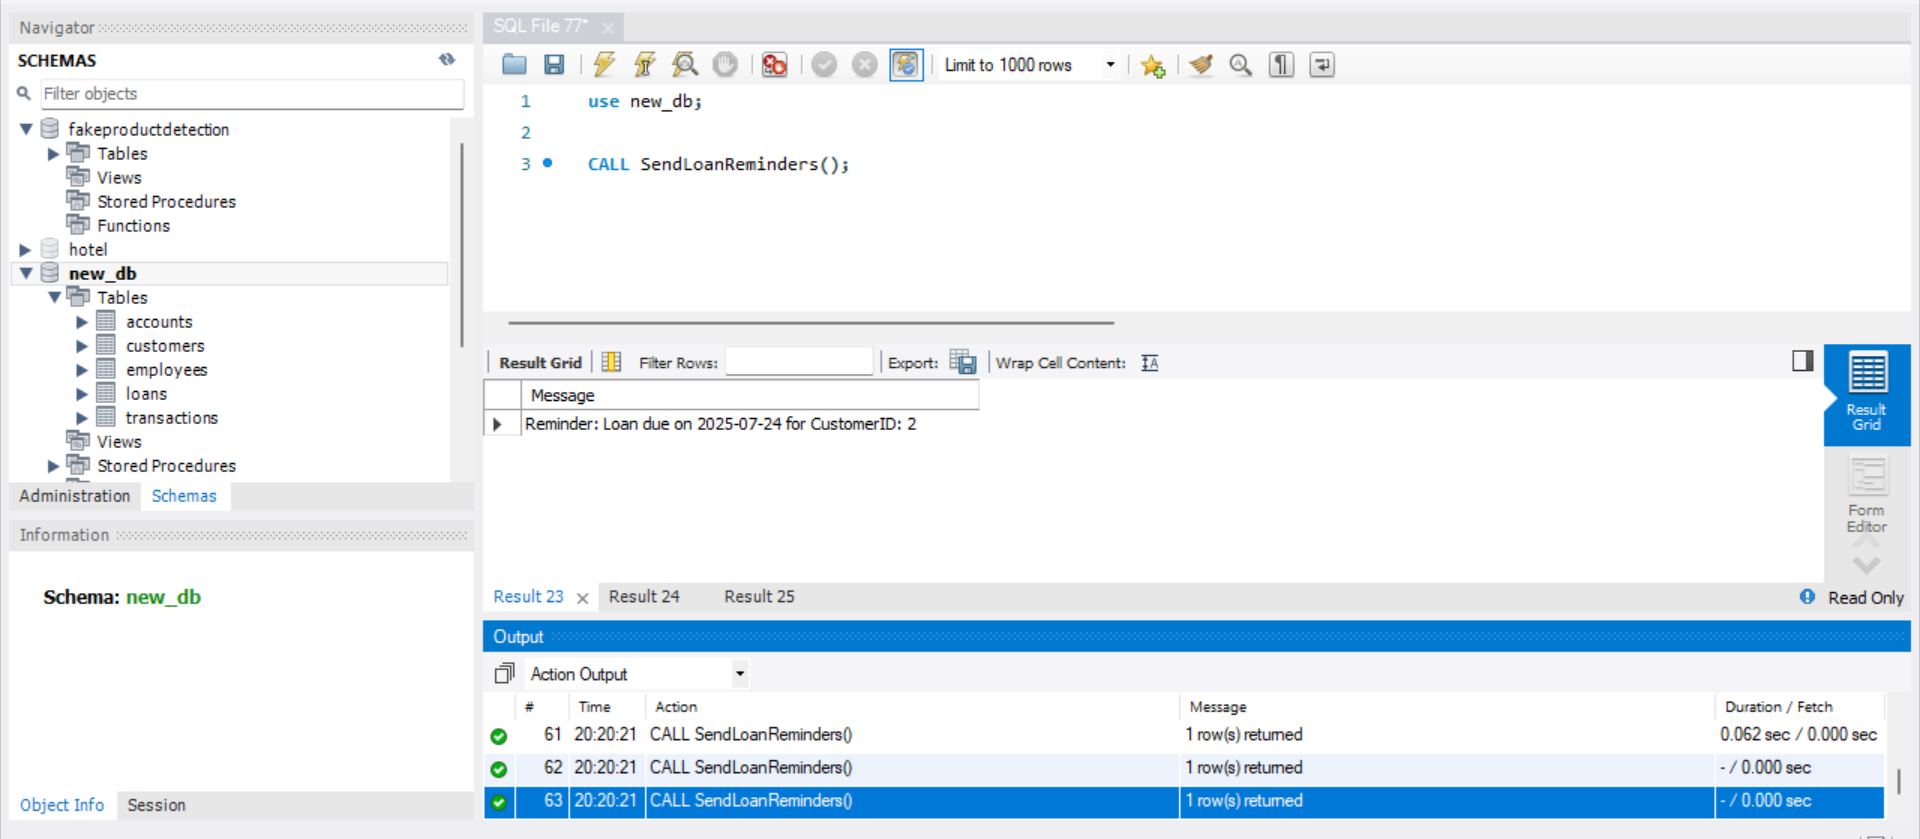 Navigator
SCHEMAS
Filter objects
fakeproductdetection
Tables
Views
Stored Procedures
Functions
hotel
new_db
Tables
accounts
customers
employees
loans
transactions
Views
Stored Procedures
Administration Schemas
Information
Schema: new_db
Object Info Session
SQL File 77*
Limit to 1000 rows
1 use new_db;
2
3 CALL SendLoanReminders();
Result Grid Filter Rows: Export: Wrap Cell Content:
Message
Reminder: Loan due on 2025-07-24 for CustomerID: 2
Result Grid
Form Editor
Result 23 Result 24 Result 25 Read Only
Output
Action Output
# Time Action Message Duration / Fetch
61 20:20:21 CALL SendLoanReminders() 1 row(s) returned 0.062 sec / 0.000 sec
62 20:20:21 CALL SendLoanReminders() 1 row(s) returned - / 0.000 sec
63 20:20:21 CALL SendLoanReminders() 1 row(s) returned - / 0.000 sec